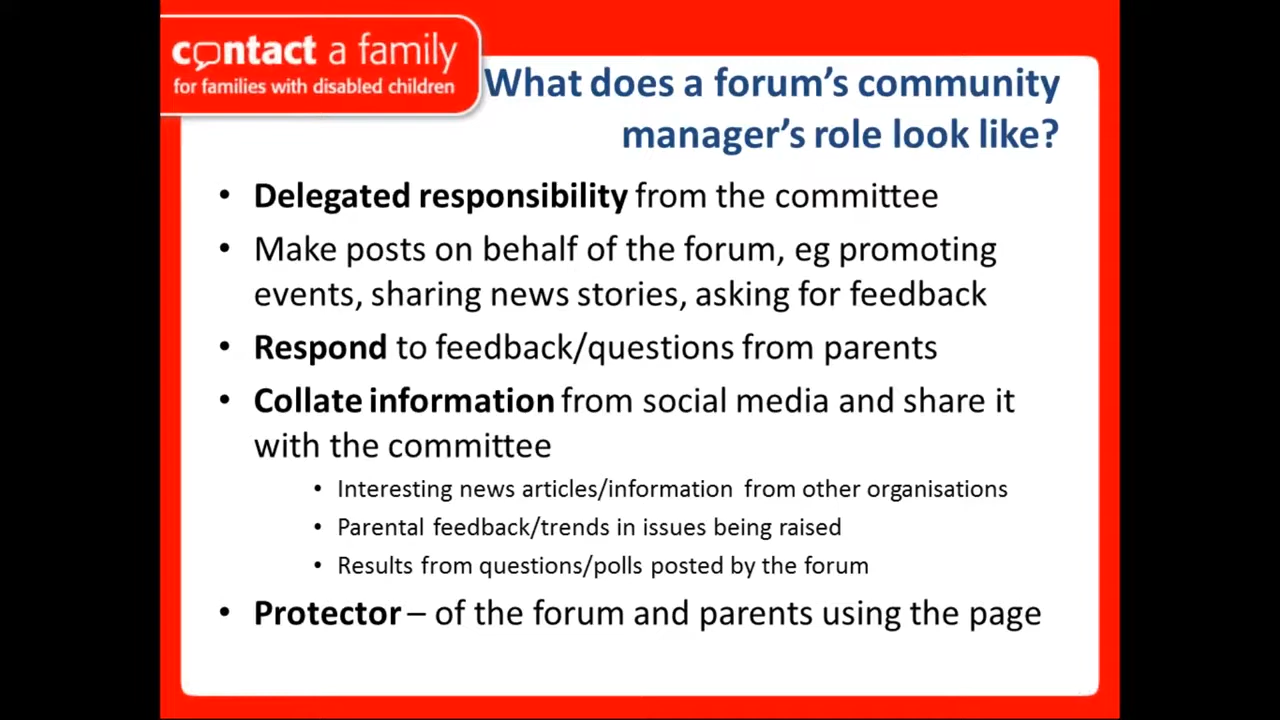 contact a family
for families with disabled children
What does a forum’s community
manager’s role look like?
• Delegated responsibility from the committee
• Make posts on behalf of the forum, eg promoting
events, sharing news stories, asking for feedback
• Respond to feedback/questions from parents
• Collate information from social media and share it
with the committee
• Interesting news articles/information from other organisations
• Parental feedback/trends in issues being raised
• Results from questions/polls posted by the forum
• Protector – of the forum and parents using the page